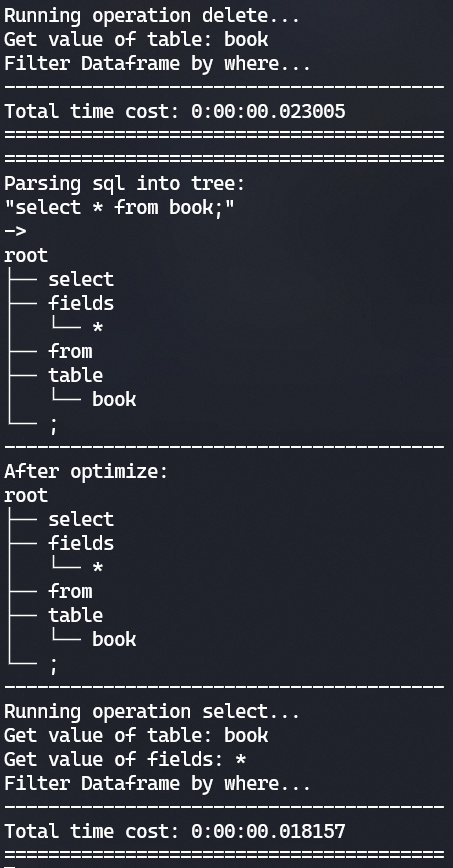 Running operation delete...
Get value of table: book
Filter Dataframe by where...
----------------------------------------
Total time cost: 0:00:00.023005
========================================
========================================
Parsing sql into tree:
"select * from book;"
->
root
├── select
├── fields
│   └── *
├── from
├── table
│   └── book
└── ;
----------------------------------------
After optimize:
root
├── select
├── fields
│   └── *
├── from
├── table
│   └── book
└── ;
----------------------------------------
Running operation select...
Get value of table: book
Get value of fields: *
Filter Dataframe by where...
----------------------------------------
Total time cost: 0:00:00.018157
========================================